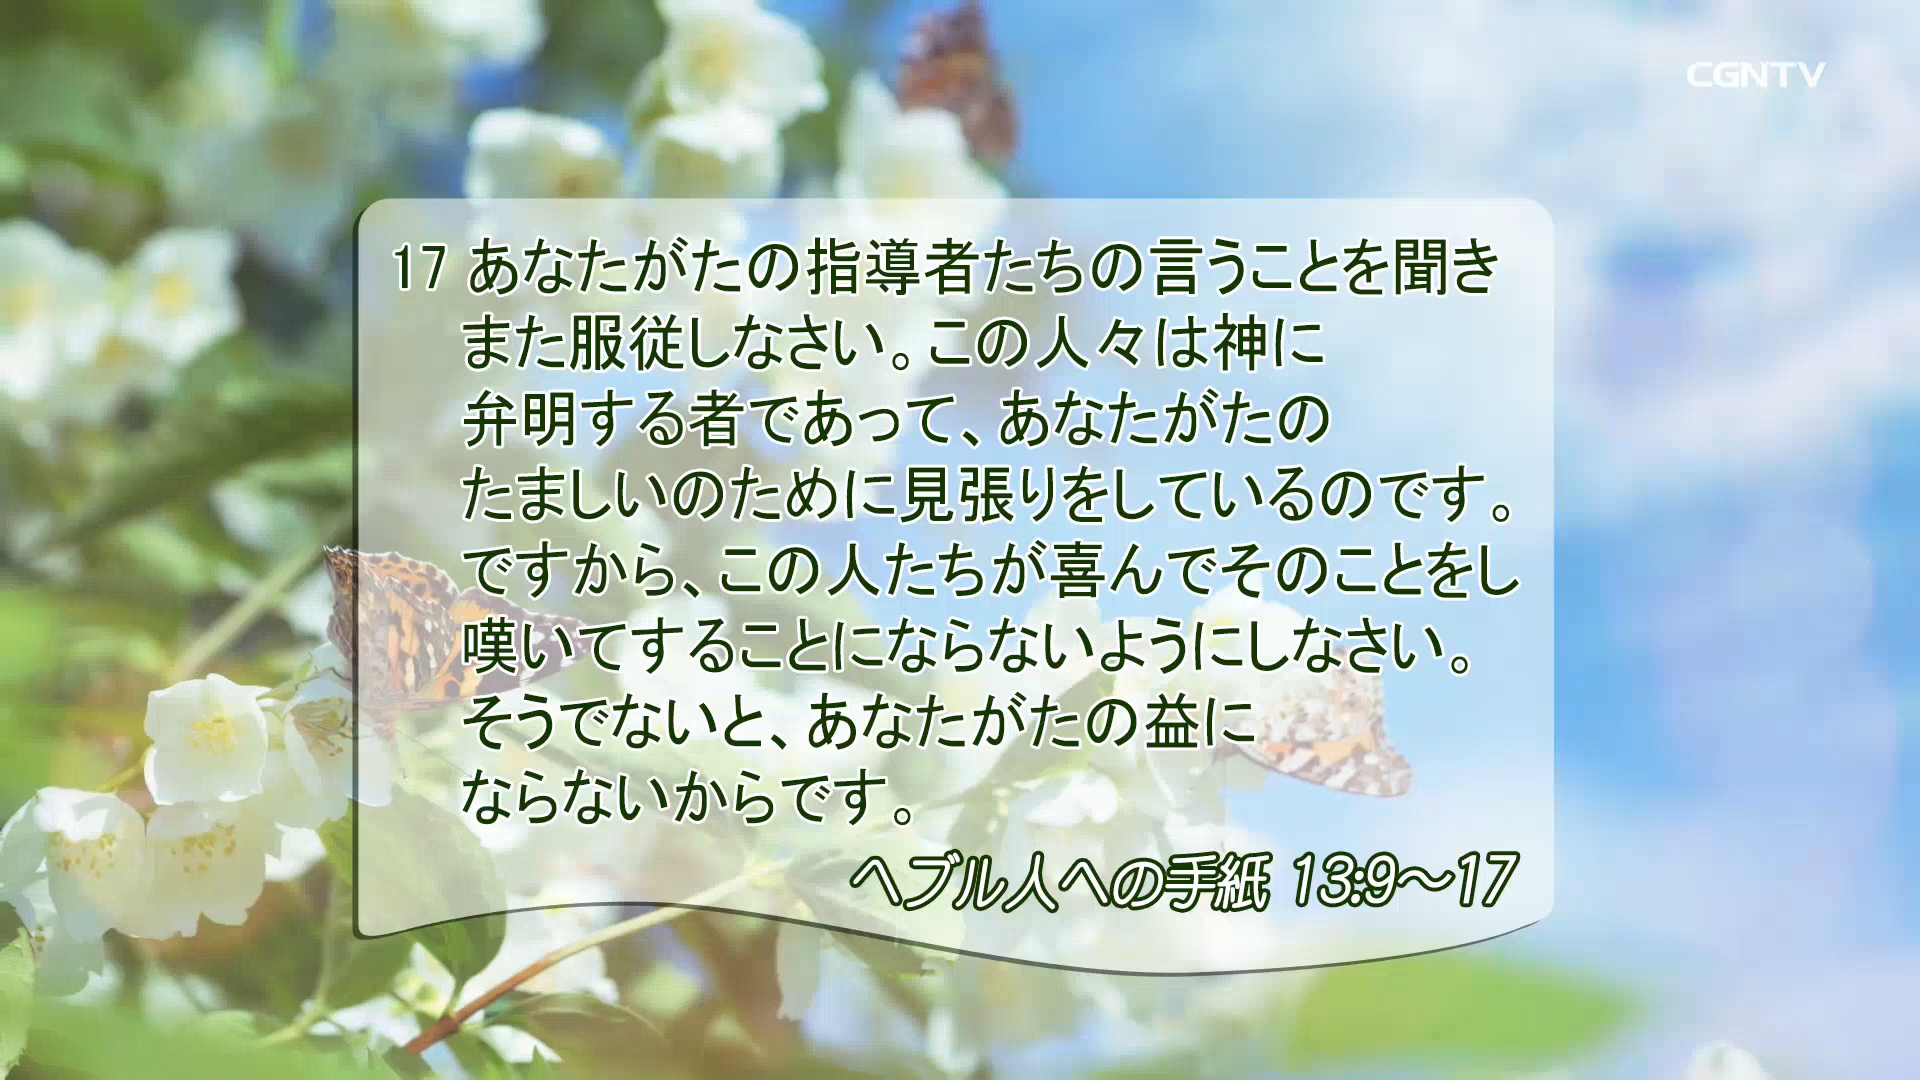 CGNTV
17 あなたがたの指導者たちの言うことを聞き
また服従しなさい。この人々は神に
弁明する者であって、あなたがたの
たましいのために見張りをしているのです。
ですから、この人たちが喜んでそのことをし
嘆いてすることにならないようにしなさい。
そうでないと、あなたがたの益に
ならないからです。
ヘブル人への手紙 13:9～17